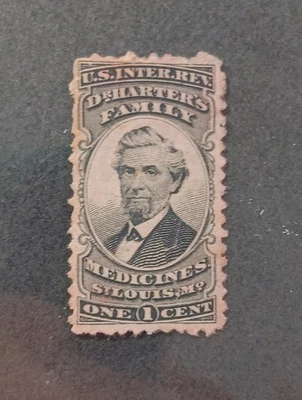 U.S. INTER. REV.
DR. HARTER'S
FAMILY
MEDICINES
ST. LOUIS, MO.
ONE 1 CENT